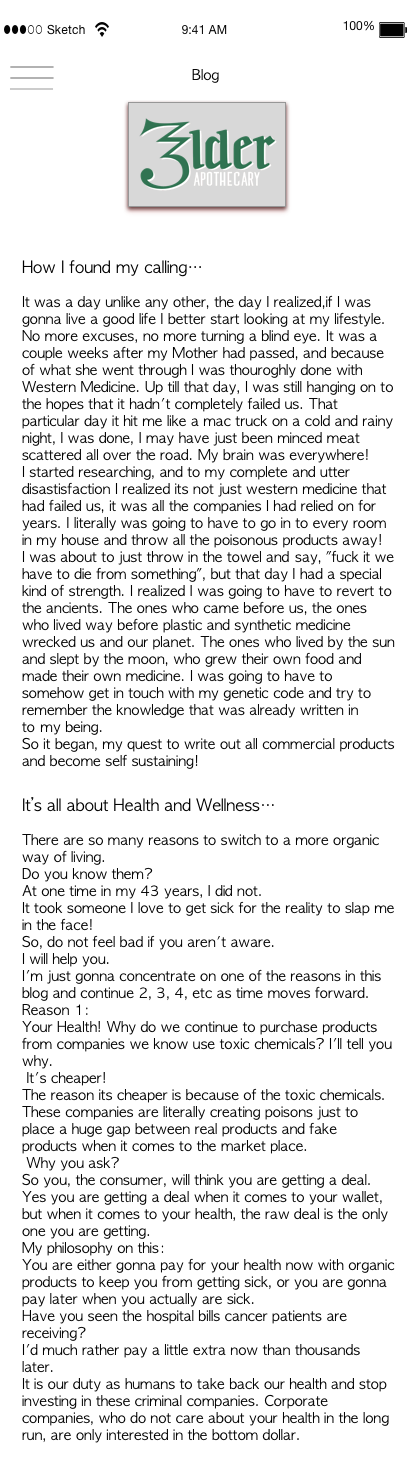 Sketch 9:41 AM 100%
Blog
3lder
APOTHECARY
How I found my calling…
It was a day unlike any other, the day I realized,if I was
gonna live a good life I better start looking at my lifestyle.
No more excuses, no more turning a blind eye. It was a
couple weeks after my Mother had passed, and because
of what she went through I was thouroghly done with
Western Medicine. Up till that day, I was still hanging on to
the hopes that it hadn't completely failed us. That
particular day it hit me like a mac truck on a cold and rainy
night, I was done, I may have just been minced meat
scattered all over the road. My brain was everywhere!
I started researching, and to my complete and utter
disastisfaction I realized its not just western medicine that
had failed us, it was all the companies I had relied on for
years. I literally was going to have to go in to every room
in my house and throw all the poisonous products away!
I was about to just throw in the towel and say, "fuck it we
have to die from something", but that day I had a special
kind of strength. I realized I was going to have to revert to
the ancients. The ones who came before us, the ones
who lived way before plastic and synthetic medicine
wrecked us and our planet. The ones who lived by the sun
and slept by the moon, who grew their own food and
made their own medicine. I was going to have to
somehow get in touch with my genetic code and try to
remember the knowledge that was already written in
to my being.
So it began, my quest to write out all commercial products
and become self sustaining!
It's all about Health and Wellness…
There are so many reasons to switch to a more organic
way of living.
Do you know them?
At one time in my 43 years, I did not.
It took someone I love to get sick for the reality to slap me
in the face!
So, do not feel bad if you aren't aware.
I will help you.
I'm just gonna concentrate on one of the reasons in this
blog and continue 2, 3, 4, etc as time moves forward.
Reason 1:
Your Health! Why do we continue to purchase products
from companies we know use toxic chemicals? I'll tell you
why.
It's cheaper!
The reason its cheaper is because of the toxic chemicals.
These companies are literally creating poisons just to
place a huge gap between real products and fake
products when it comes to the market place.
Why you ask?
So you, the consumer, will think you are getting a deal.
Yes you are getting a deal when it comes to your wallet,
but when it comes to your health, the raw deal is the only
one you are getting.
My philosophy on this:
You are either gonna pay for your health now with organic
products to keep you from getting sick, or you are gonna
pay later when you actually are sick.
Have you seen the hospital bills cancer patients are
receiving?
I'd much rather pay a little extra now than thousands
later.
It is our duty as humans to take back our health and stop
investing in these criminal companies. Corporate
companies, who do not care about your health in the long
run, are only interested in the bottom dollar.